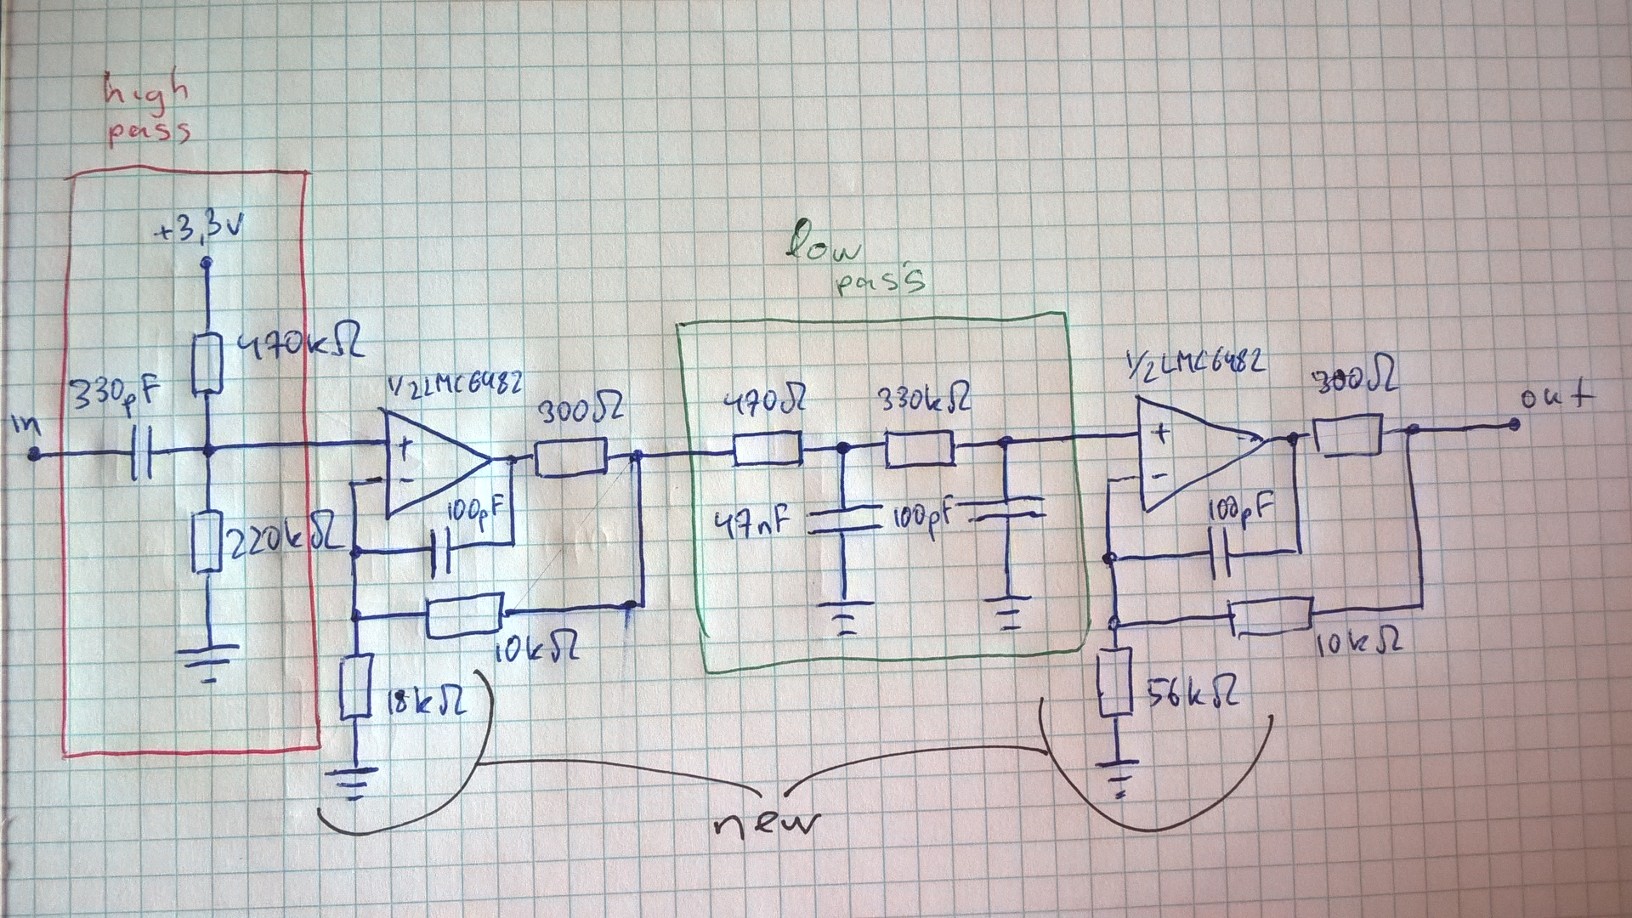 high
pass
+3,3V
470kΩ
330pF
in
220kΩ
1/2LMC6482
+
-
300Ω
100pF
10kΩ
18kΩ
low
pass
470Ω
330kΩ
47nF
100pF
1/2LMC6482
+
-
300Ω
out
100pF
10kΩ
56kΩ
new